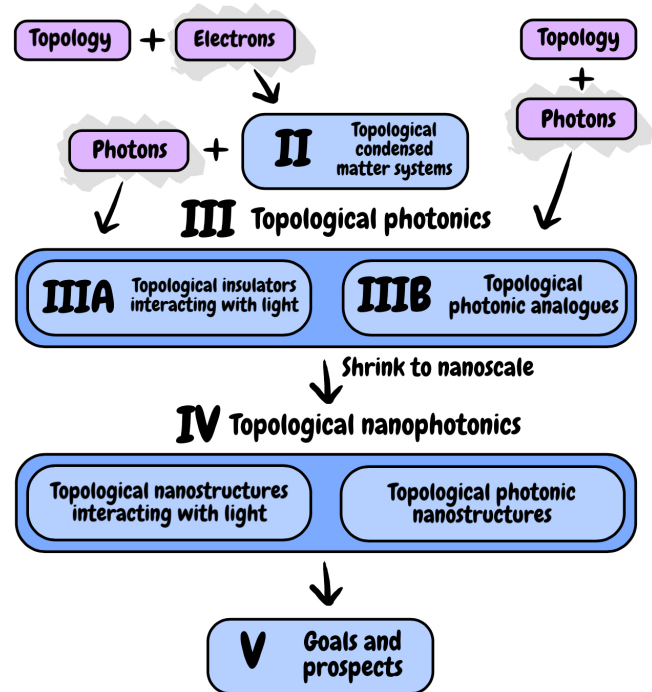 Topology + Electrons
Topology
+
Photons
Photons + II Topological
condensed
matter systems
III Topological photonics
IIIA Topological insulators
interacting with light
IIIB Topological
photonic analogues
Shrink to nanoscale
IV Topological nanophotonics
Topological nanostructures
interacting with light
Topological photonic
nanostructures
V Goals and
prospects